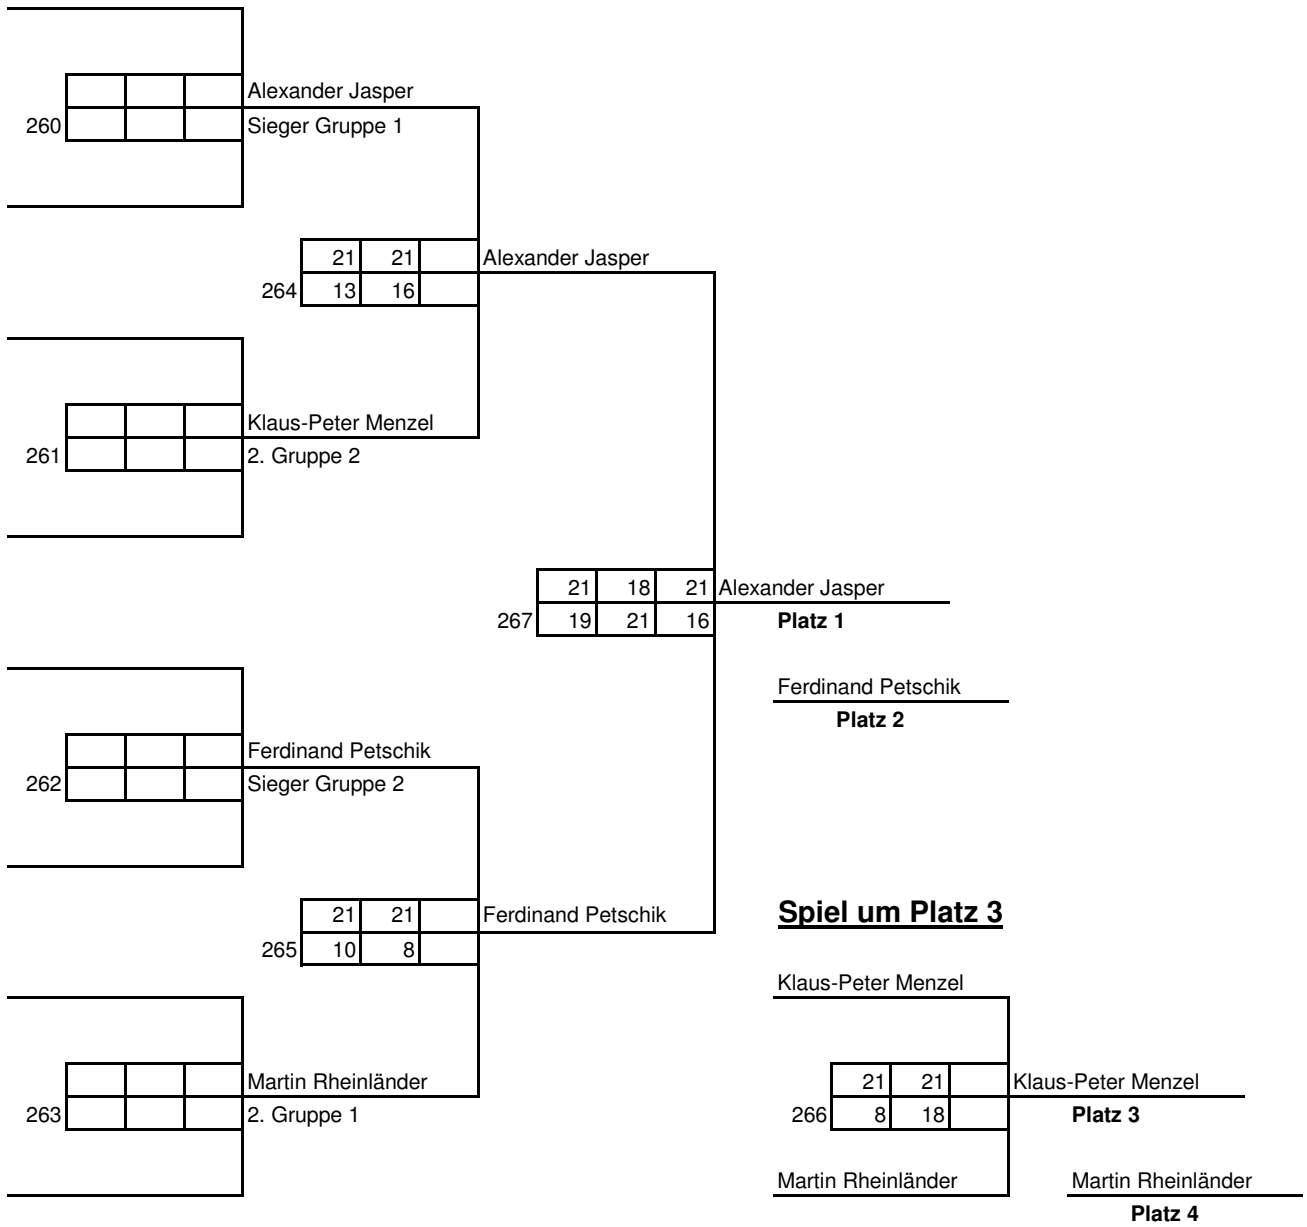 Alexander Jasper
260 Sieger Gruppe 1
21 21 Alexander Jasper
264 13 16
Klaus-Peter Menzel
261 2. Gruppe 2
21 18 21 Alexander Jasper
267 19 21 16 Platz 1
Ferdinand Petschik
Platz 2
Ferdinand Petschik
262 Sieger Gruppe 2
21 21 Ferdinand Petschik
265 10 8
Spiel um Platz 3
Klaus-Peter Menzel
Martin Rheinländer
263 2. Gruppe 1
21 21 Klaus-Peter Menzel
266 8 18 Platz 3
Martin Rheinländer
Martin Rheinländer
Platz 4